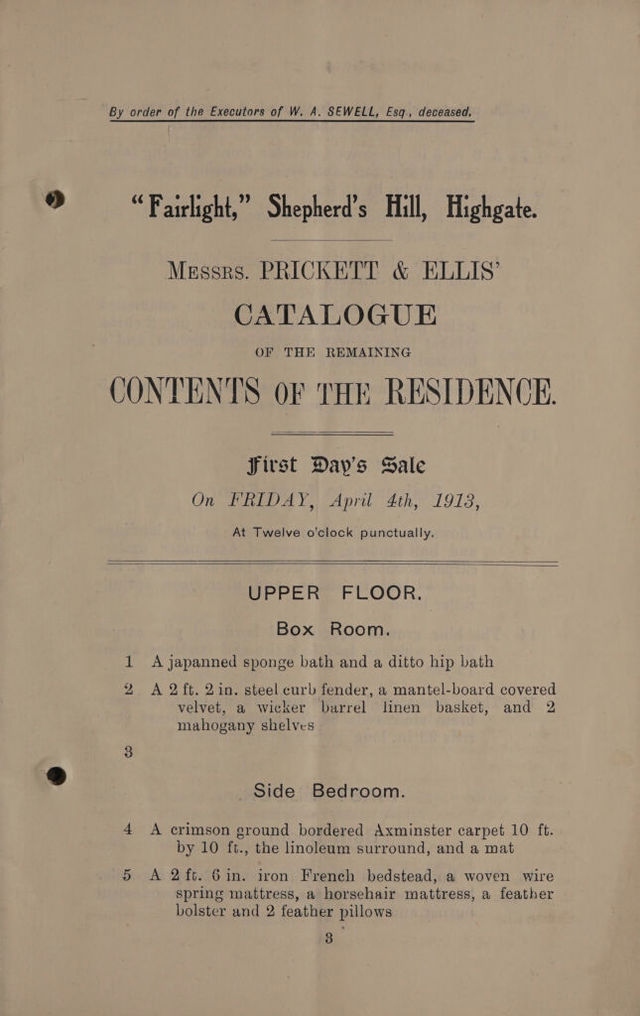 By order of the Executors of W. A. SEWELL, Esq., deceased.
“Fairlight,” Shepherd's Hill, Highgate.
Messrs. PRICKETT & ELLIS'
CATALOGUE
OF THE REMAINING
CONTENTS OF THE RESIDENCE.
First Day's Sale
On FRIDAY, April 4th, 1913,
At Twelve o'clock punctually.
UPPER FLOOR.
Box Room.
1 A japanned sponge bath and a ditto hip bath
2 A 2 ft. 2 in. steel curb fender, a mantel-board covered
velvet, a wicker barrel linen basket, and 2
mahogany shelves
3
Side Bedroom.
4 A crimson ground bordered Axminster carpet 10 ft.
by 10 ft., the linoleum surround, and a mat
5 A 2 ft. 6 in. iron French bedstead, a woven wire
spring mattress, a horsehair mattress, a feather
bolster and 2 feather pillows
3